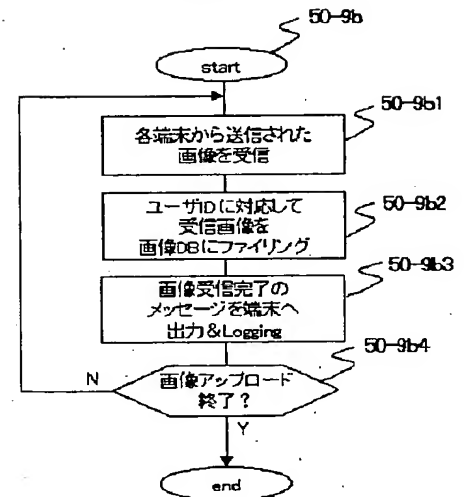 50-9b
start
50-9b1
各端末から送信された
画像を受信
50-9b2
ユーザIDに対応して
受信画像を
画像DBにファイリング
50-9b3
画像受信完了の
メッセージを端末へ
出力&Logging
50-9b4
N
画像アップロード
終了?
Y
end